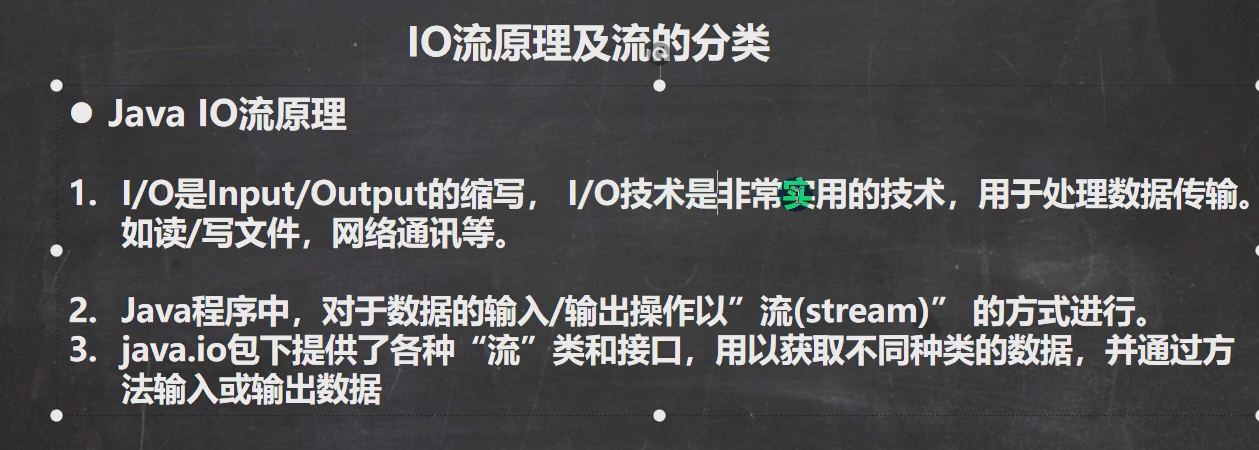 IO流原理及流的分类
● Java IO流原理
1. I/O是Input/Output的缩写， I/O技术是非常实用的技术，用于处理数据传输。
如读/写文件，网络通讯等。
2. Java程序中，对于数据的输入/输出操作以”流(stream)” 的方式进行。
3. java.io包下提供了各种“流”类和接口，用以获取不同种类的数据，并通过方
法输入或输出数据